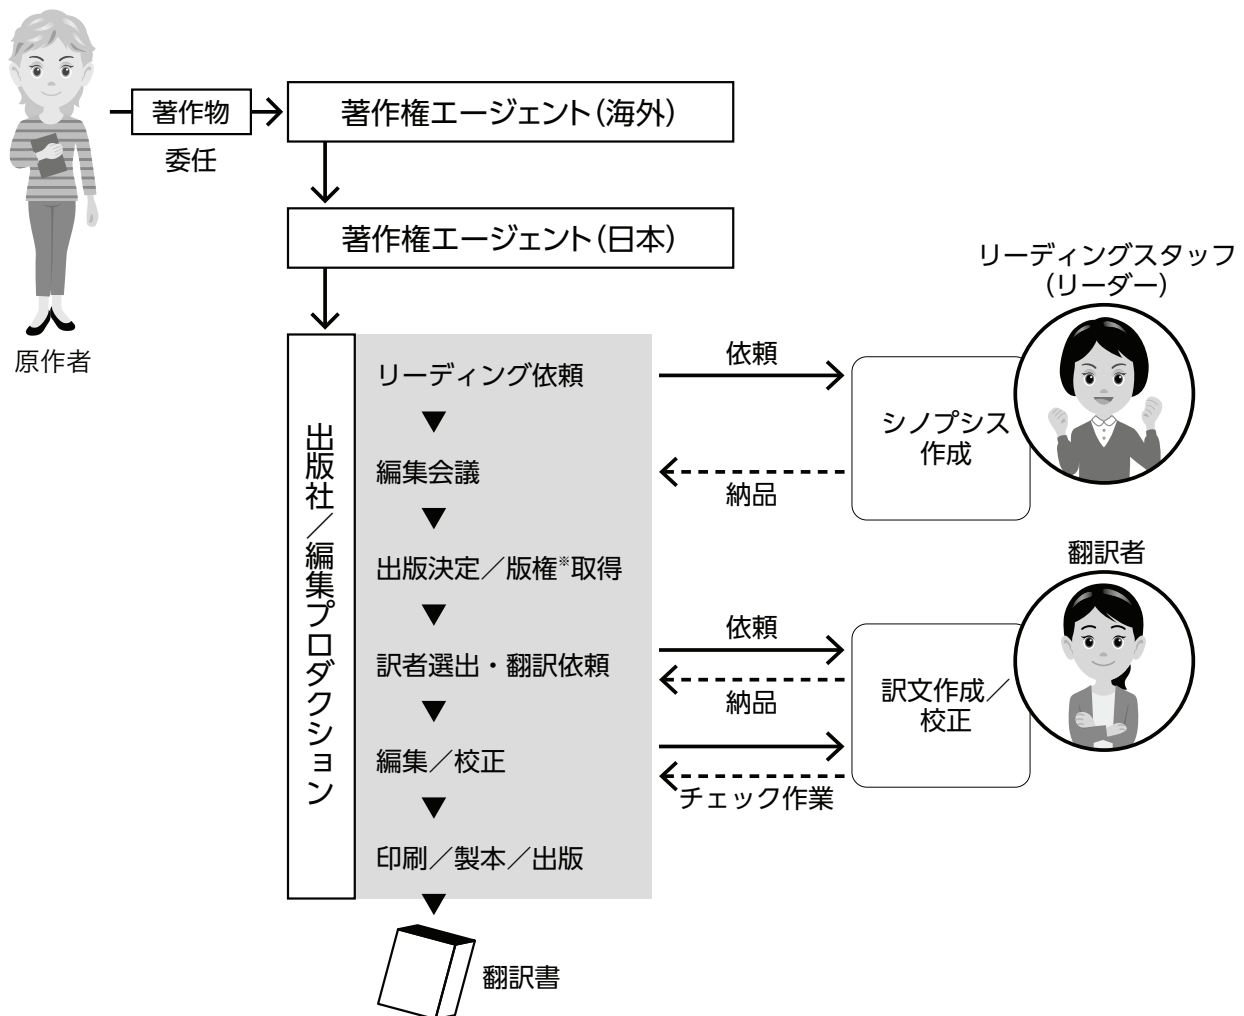 著作物
委任
原作者
著作権エージェント（海外）
著作権エージェント（日本）
出版社／編集プロダクション
リーディング依頼
編集会議
出版決定／版権※取得
訳者選出・翻訳依頼
編集／校正
印刷／製本／出版
翻訳書
依頼
納品
リーディングスタッフ
（リーダー）
シノプシス
作成
依頼
納品
チェック作業
翻訳者
訳文作成／
校正